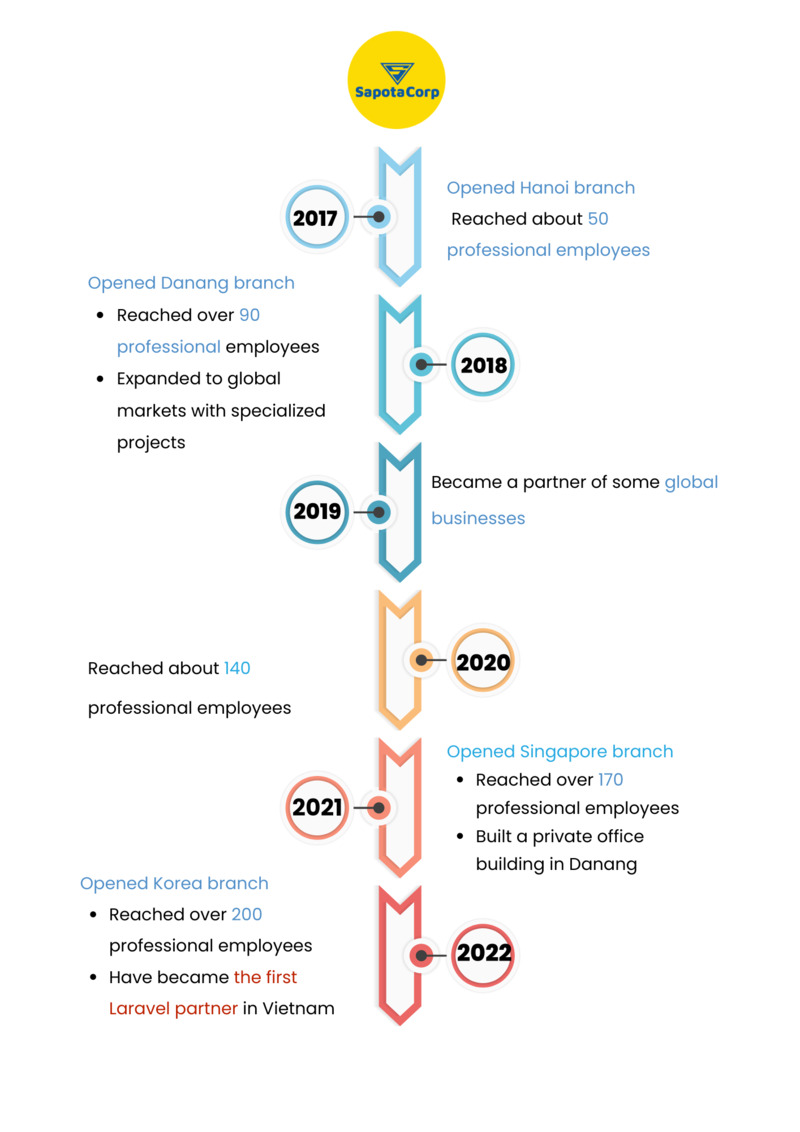 SapotaCorp
2017
Opened Hanoi branch
Reached about 50
professional employees
Opened Danang branch
• Reached over 90
professional employees
• Expanded to global
markets with specialized
projects
2018
2019
Became a partner of some global
businesses
Reached about 140
professional employees
2020
2021
Opened Singapore branch
• Reached over 170
professional employees
• Built a private office
building in Danang
Opened Korea branch
• Reached over 200
professional employees
• Have became the first
Laravel partner in Vietnam
2022